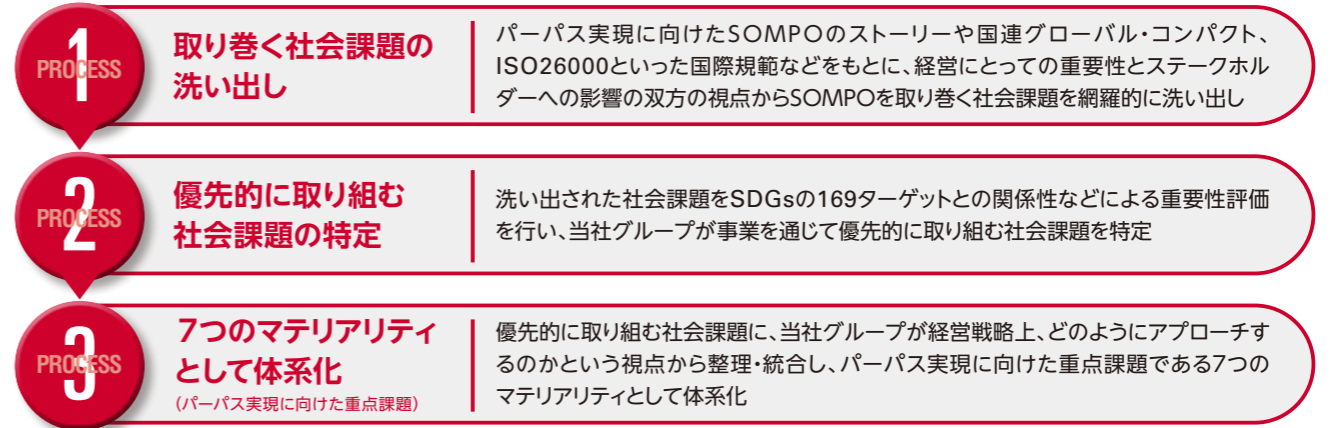 PROCESS
1
取り巻く社会課題の
洗い出し
パーパス実現に向けたSOMPOのストーリーや国連グローバル・コンパクト、
ISO26000といった国際規範などをもとに、経営にとっての重要性とステークホル
ダーへの影響の双方の視点からSOMPOを取り巻く社会課題を網羅的に洗い出し
PROCESS
2
優先的に取り組む
社会課題の特定
洗い出された社会課題をSDGsの169ターゲットとの関係性などによる重要性評価
を行い、当社グループが事業を通じて優先的に取り組む社会課題を特定
PROCESS
3
7つのマテリアリティ
として体系化
(パーパス実現に向けた重点課題)
優先的に取り組む社会課題に、当社グループが経営戦略上、どのようにアプローチす
るのかという視点から整理・統合し、パーパス実現に向けた重点課題である7つの
マテリアリティとして体系化